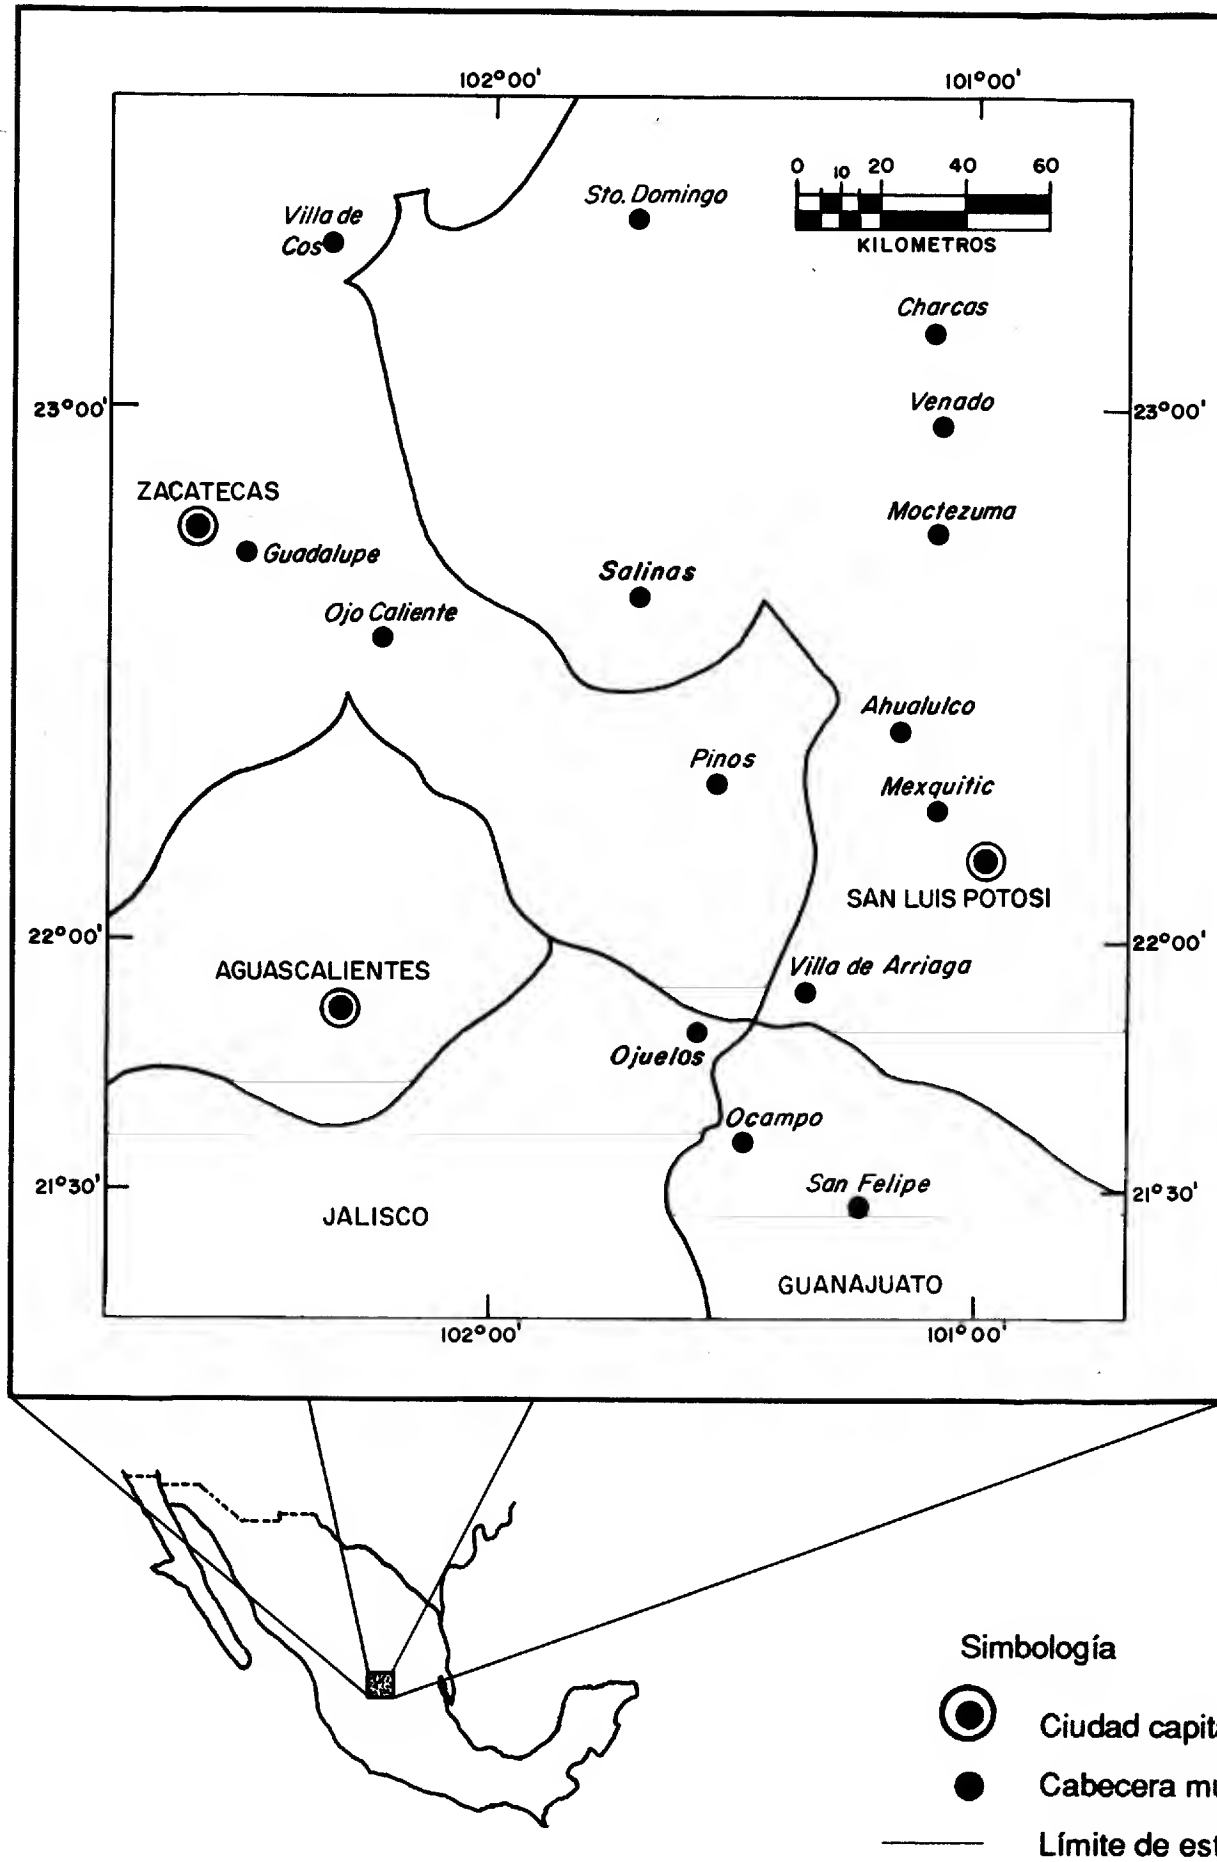 102°00' 101°00'
0 10 20 40 60
KILOMETROS
Sto. Domingo
Villa de
Cos
Charcas
23°00' 23°00'
Venado
ZACATECAS
Moctezuma
Guadalupe
Salinas
Ojo Caliente
Ahualulco
Pinos
Mexquitic
SAN LUIS POTOSI
22°00' 22°00'
AGUASCALIENTES
Villa de Arriaga
Ojuelos
Ocampo
21°30' 21°30'
San Felipe
JALISCO
GUANAJUATO
102°00' 101°00'
Simbología
Ciudad capita
Cabecera mu
Límite de est